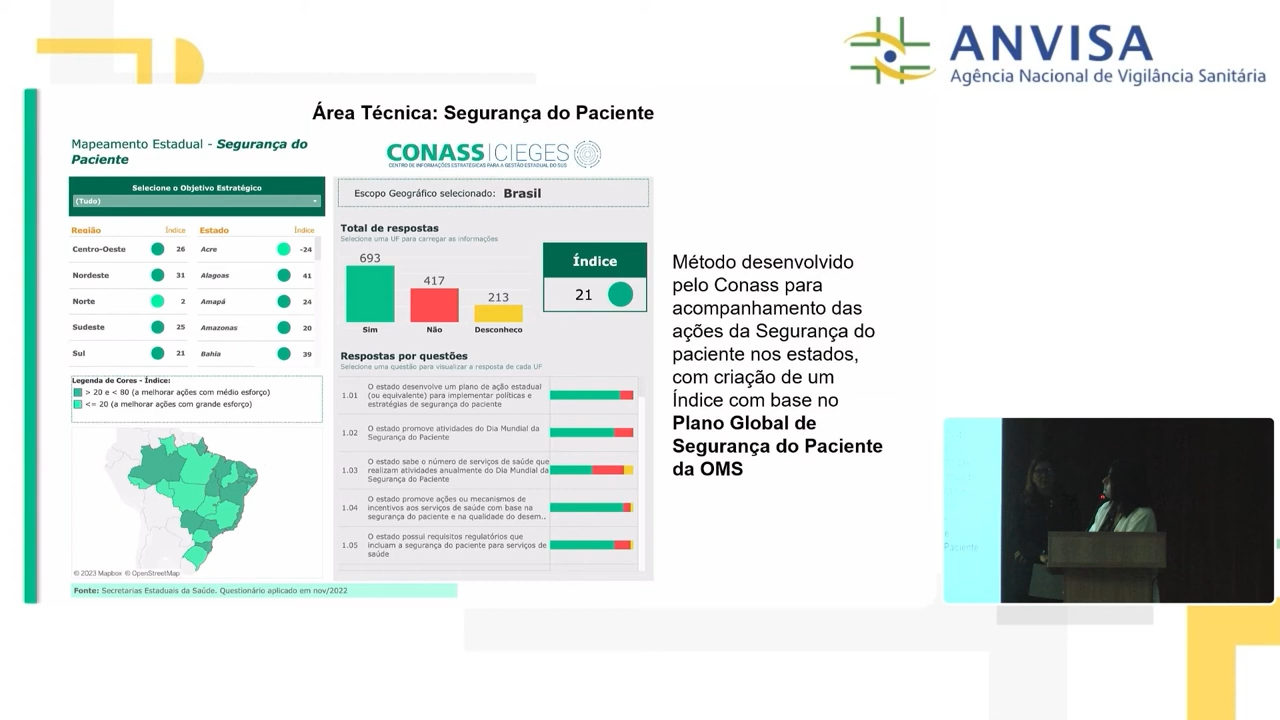 ANVISA
Agência Nacional de Vigilância Sanitária
Área Técnica: Segurança do Paciente
Mapeamento Estadual - Segurança do
Paciente
CONASS CIEGES
CENTRO DE INFORMAÇÕES ESTRATÉGICAS PARA A GESTÃO ESTADUAL DO SUS
Selecione o Objetivo Estratégico
(Tudo)
Região Índice Estado Índice
Centro-Oeste 26 Acre -24
Nordeste 31 Alagoas 41
Norte 2 Amapá 24
Sudeste 25 Amazonas 20
Sul 21 Bahia 39
Legenda de Cores - Índice:
> 20 e < 80 (a melhorar ações com médio esforço)
<= 20 (a melhorar ações com grande esforço)
© 2023 Mapbox © OpenStreetMap
Fonte: Secretarias Estaduais da Saúde. Questionário aplicado em nov/2022
Escopo Geográfico selecionado: Brasil
Total de respostas
Selecione uma UF para carregar as informações
693
417
213
Sim Não Desconheço
Índice
21
Respostas por questões
Selecione uma questão para visualizar a resposta de cada UF
O estado desenvolve um plano de ação estadual
1.01 (ou equivalente) para implementar políticas e
estratégias de segurança do paciente
1.02 O estado promove atividades do Dia Mundial da
Segurança do Paciente
O estado sabe o número de serviços de saúde que
1.03 realizam atividades anualmente do Dia Mundial da
Segurança do Paciente
O estado promove ações ou mecanismos de
1.04 incentivos aos serviços de saúde com base na
segurança do paciente e na qualidade do desem..
O estado possui requisitos regulatórios que
1.05 incluam a segurança do paciente para serviços de
saúde
Método desenvolvido
pelo Conass para
acompanhamento das
ações da Segurança do
paciente nos estados,
com criação de um
Índice com base no
Plano Global de
Segurança do Paciente
da OMS
e
Paciente